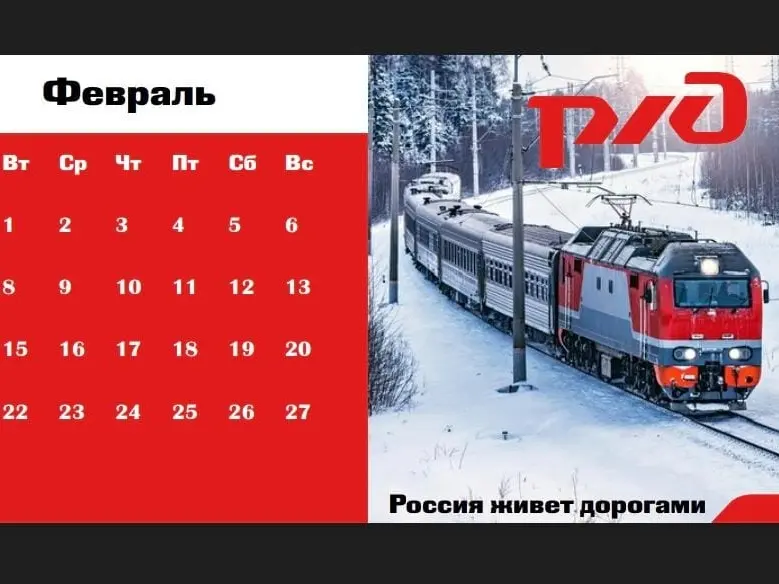 Февраль
Вт Ср Чт Пт Сб Вс
1 2 3 4 5 6
8 9 10 11 12 13
15 16 17 18 19 20
22 23 24 25 26 27
РЖД
Россия живет дорогами